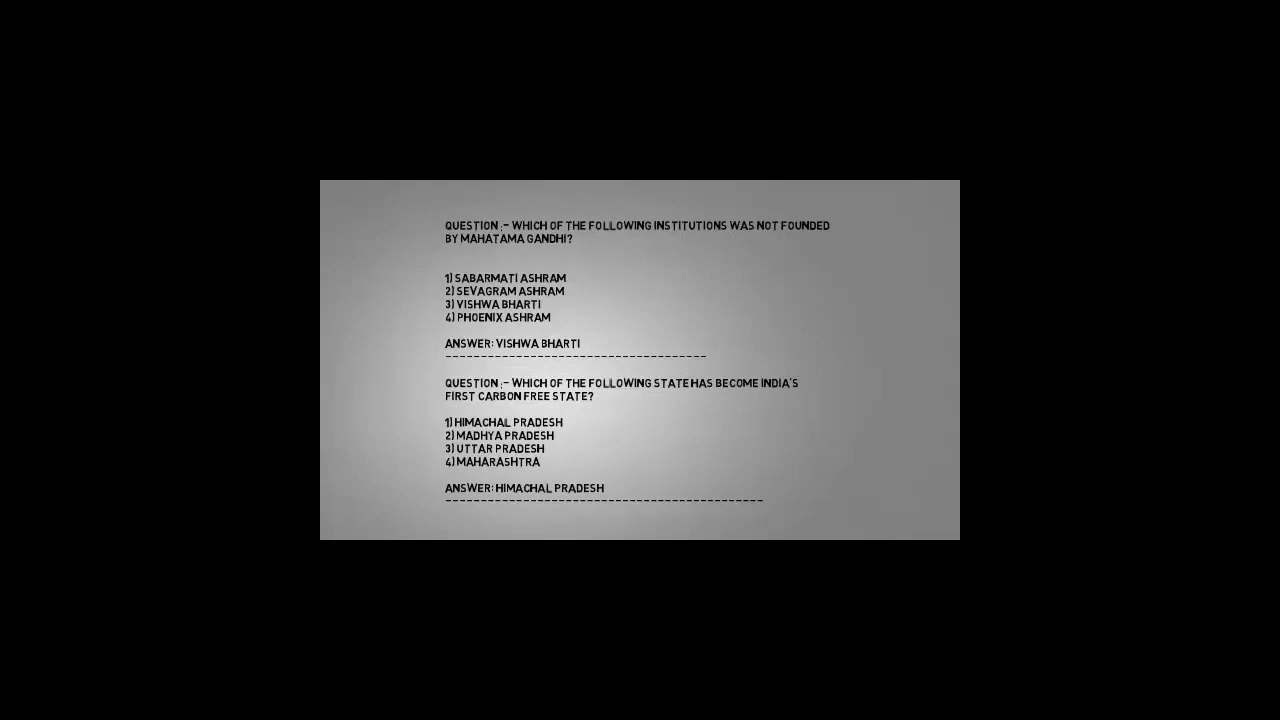 QUESTION ;- WHICH OF THE FOLLOWING INSTITUTIONS WAS NOT FOUNDED
BY MAHATAMA GANDHI?
1) SABARMATI ASHRAM
2) SEVAGRAM ASHRAM
3) VISHWA BHARTI
4) PHOENIX ASHRAM
ANSWER: VISHWA BHARTI
-------------------------------------
QUESTION ;- WHICH OF THE FOLLOWING STATE HAS BECOME INDIA'S
FIRST CARBON FREE STATE?
1) HIMACHAL PRADESH
2) MADHYA PRADESH
3) UTTAR PRADESH
4) MAHARASHTRA
ANSWER: HIMACHAL PRADESH
---------------------------------------------